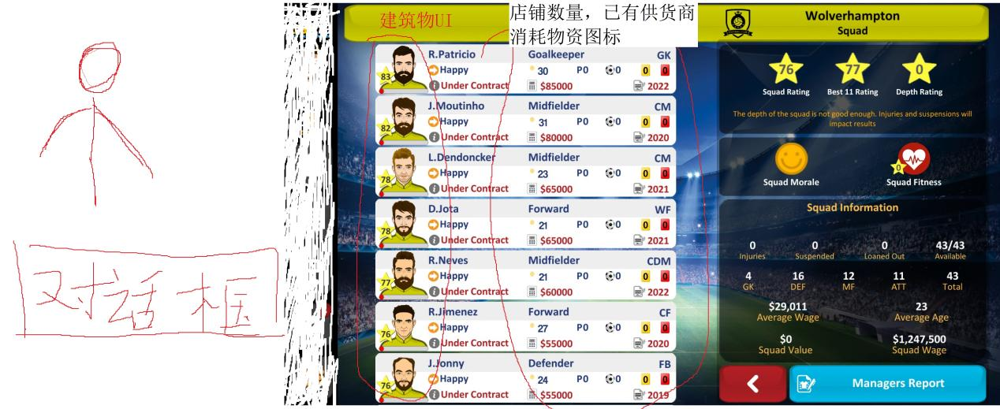 对话框
建筑物UI
店铺数量，已有供货商
消耗物资图标
83
R.Patricio Goalkeeper GK
Happy 30 P0 0 0 0
Under Contract $85000 2022
82
J.Moutinho Midfielder CM
Happy 31 P0 0 0 0
Under Contract $80000 2020
78
L.Dendoncker Midfielder CM
Happy 23 P0 0 0 0
Under Contract $65000 2021
78
D.Jota Forward WF
Happy 21 P0 0 0 0
Under Contract $65000 2021
77
R.Neves Midfielder CDM
Happy 21 P0 0 0 0
Under Contract $60000 2022
76
R.Jimenez Forward CF
Happy 27 P0 0 0 0
Under Contract $55000 2020
76
J.Jonny Defender FB
Happy 24 P0 0 0 0
Under Contract $55000 2019
Wolverhampton
Squad
76 77 0
Squad Rating Best 11 Rating Depth Rating
The depth of the squad is not good enough. Injuries and suspensions will
impact results
0
Squad Morale Squad Fitness
Squad Information
0 0 0 43/43
Injuries Suspended Loaned Out Available
4 16 12 11 43
GK DEF MF ATT Total
$29,011 23
Average Wage Average Age
$0 $1,247,500
Squad Value Squad Wage
Managers Report